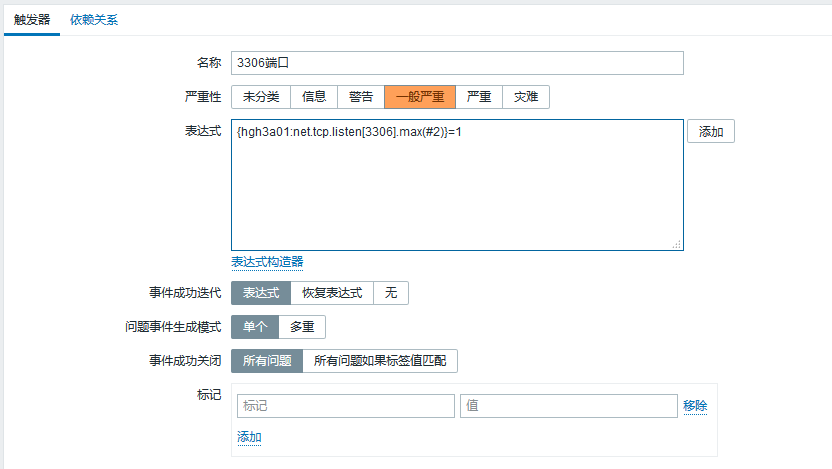 触发器 依赖关系
名称 3306端口
严重性 未分类 信息 警告 一般严重 严重 灾难
表达式 {hgh3a01:net.tcp.listen[3306].max(#2)}=1 添加
表达式构造器
事件成功迭代 表达式 恢复表达式 无
问题事件生成模式 单个 多重
事件成功关闭 所有问题 所有问题如果标签值匹配
标记 标记 值 移除
添加